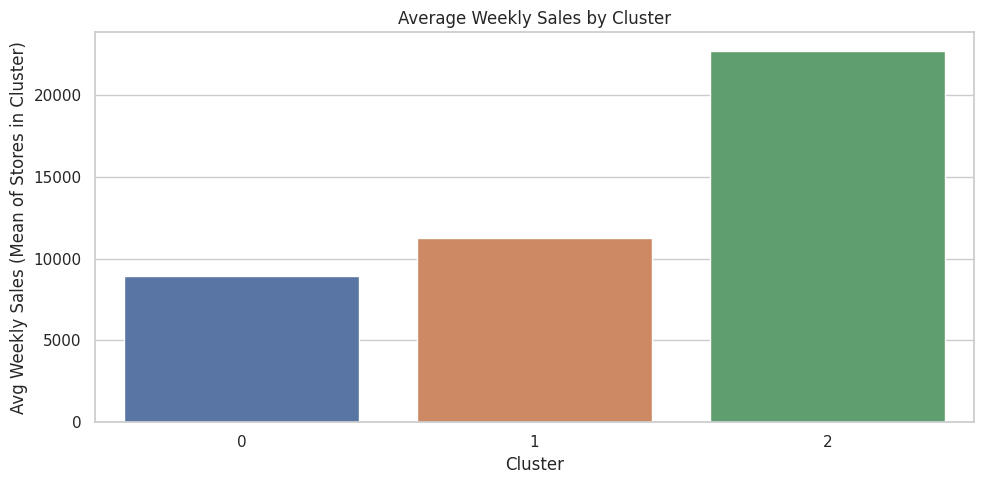 Average Weekly Sales by Cluster
Avg Weekly Sales (Mean of Stores in Cluster)
20000
15000
10000
5000
0
0 1 2
Cluster